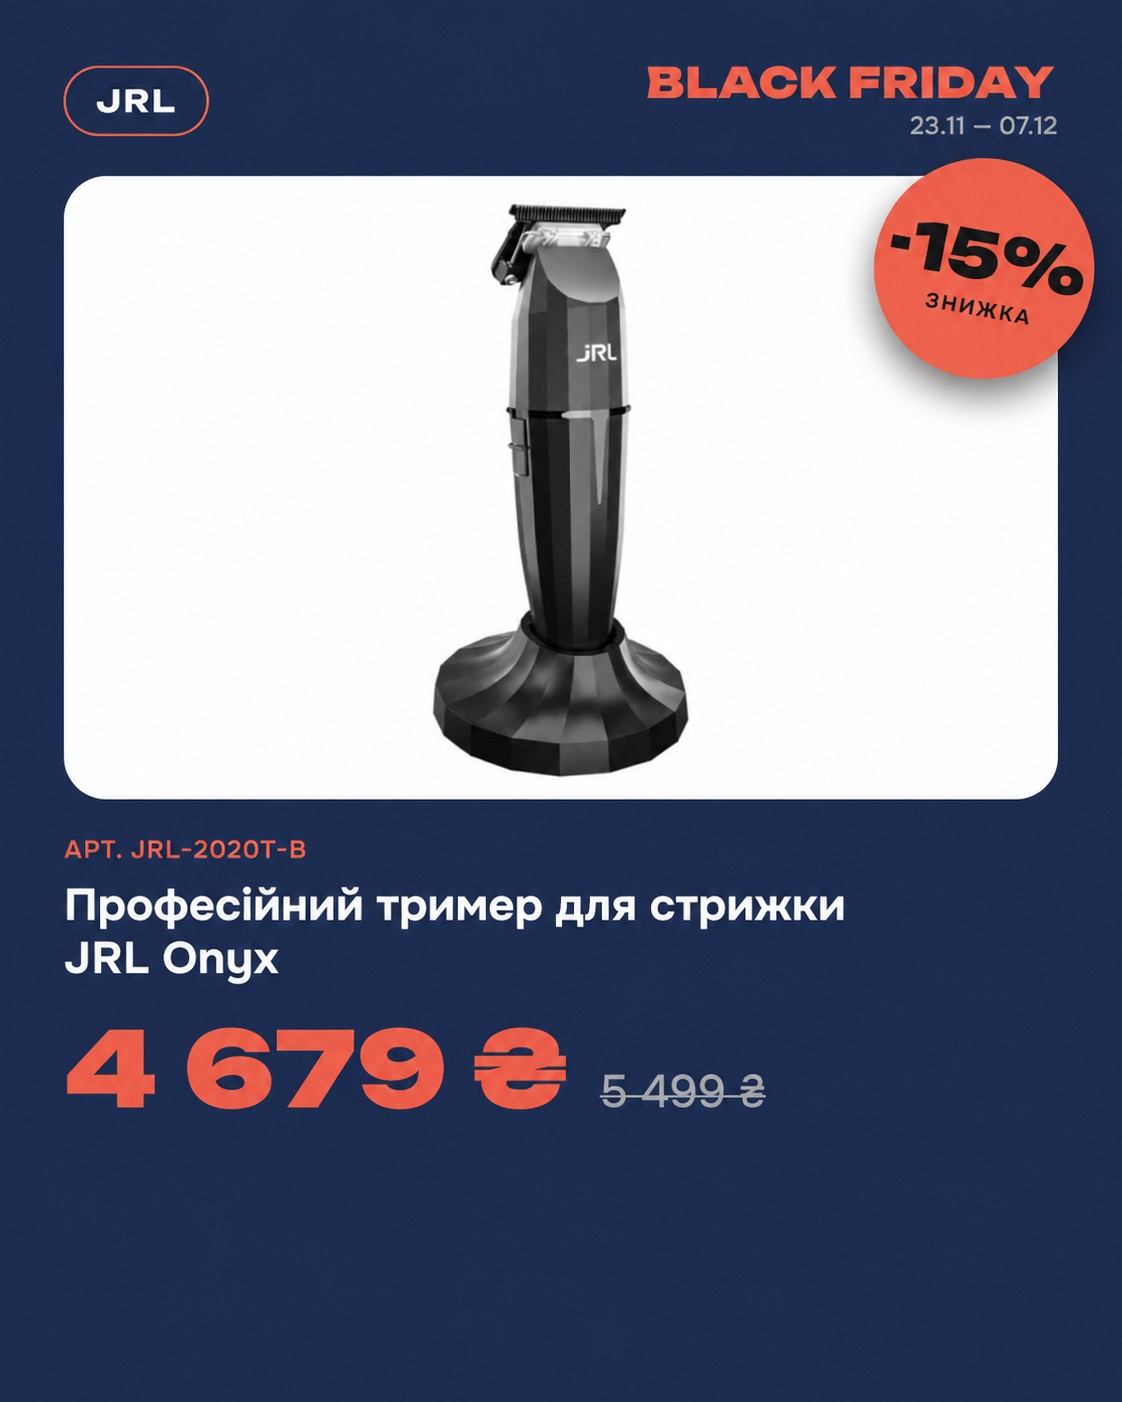 JRL
BLACK FRIDAY
23.11 — 07.12
-15%
ЗНИЖКА
JRL
АРТ. JRL-2020T-B
Професійний тример для стрижки
JRL Onyx
4 679 ₴
5 499 ₴